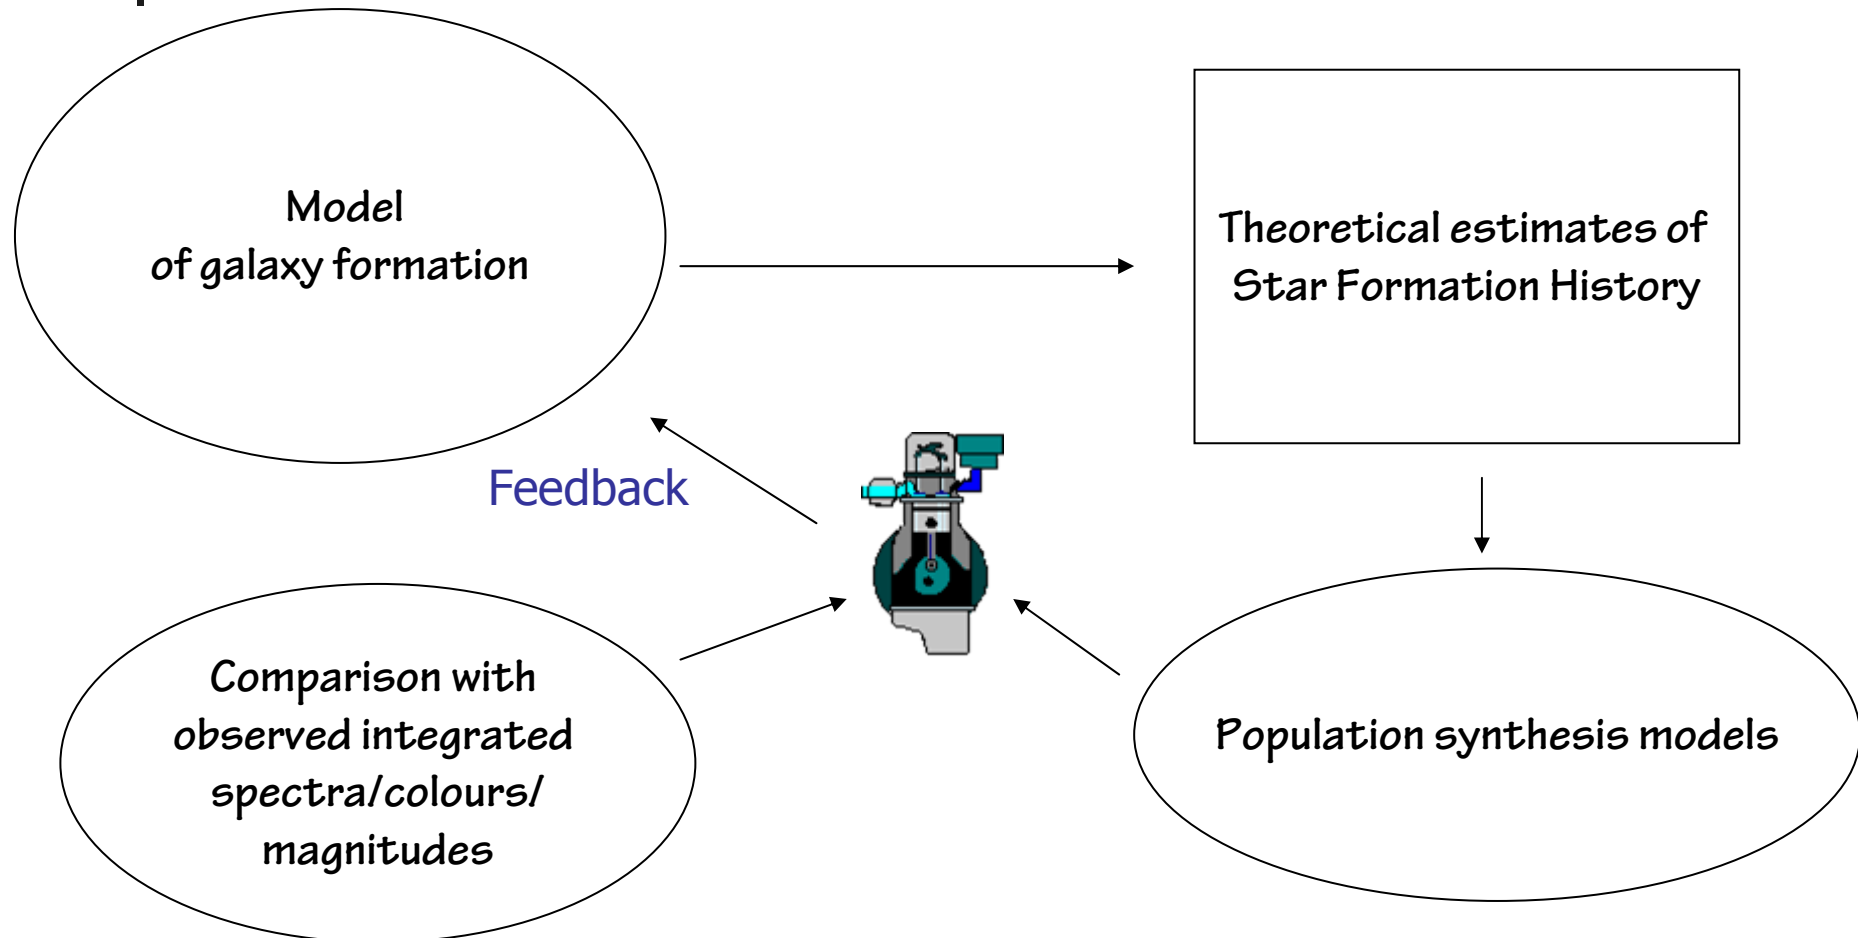 Model
of galaxy formation
Theoretical estimates of
Star Formation History
Feedback
Comparison with
observed integrated
spectra/colours/
magnitudes
Population synthesis models